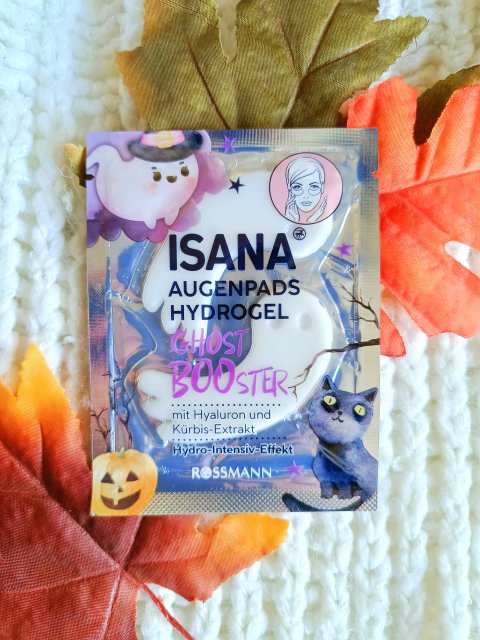 ISANA
AUGENPADS
HYDROGEL
GHOST
BOOSTER
mit Hyaluron und
Kürbis-Extrakt
Hydro-Intensiv-Effekt
ROSSMANN